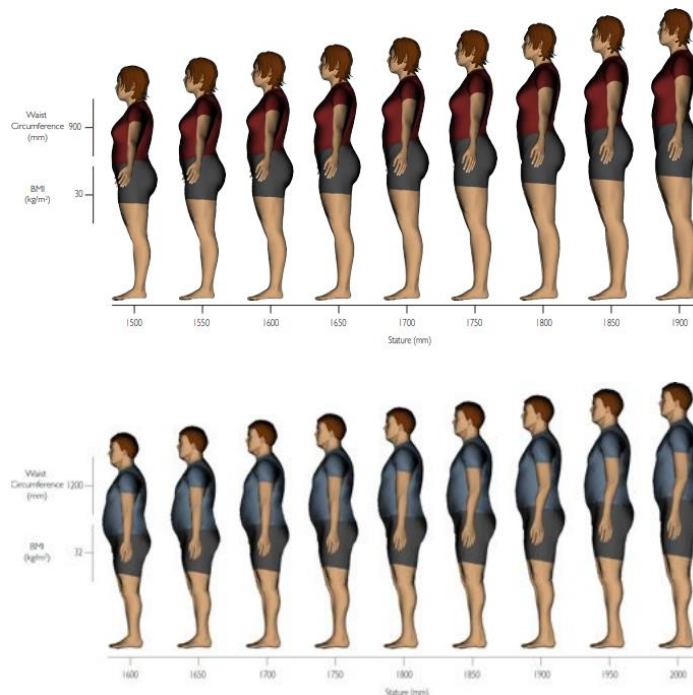 Waist
Circumference 900
(mm)
BMI
(kg/m²) 30
1500 1550 1600 1650 1700 1750 1800 1850 1900
Stature (mm)
Waist
Circumference 1200
(mm)
BMI
(kg/m²) 32
1600 1650 1700 1750 1800 1850 1900 1950 2000
Stature (mm)